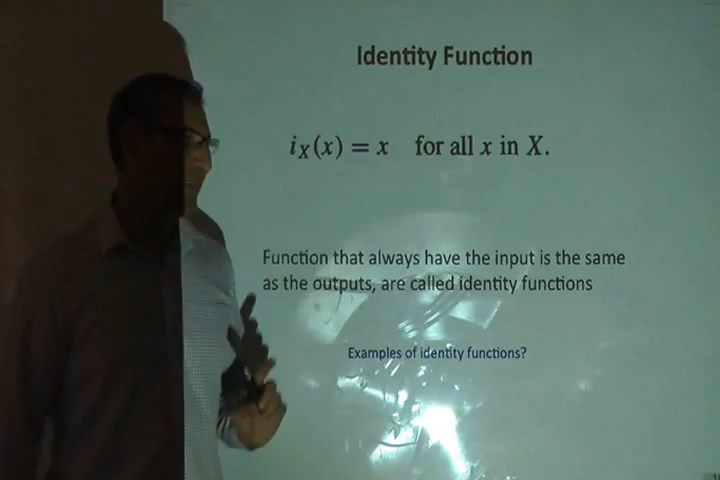 Identity Function
iX(x) = x for all x in X.
Function that always have the input is the same
as the outputs, are called identity functions
Examples of identity functions?